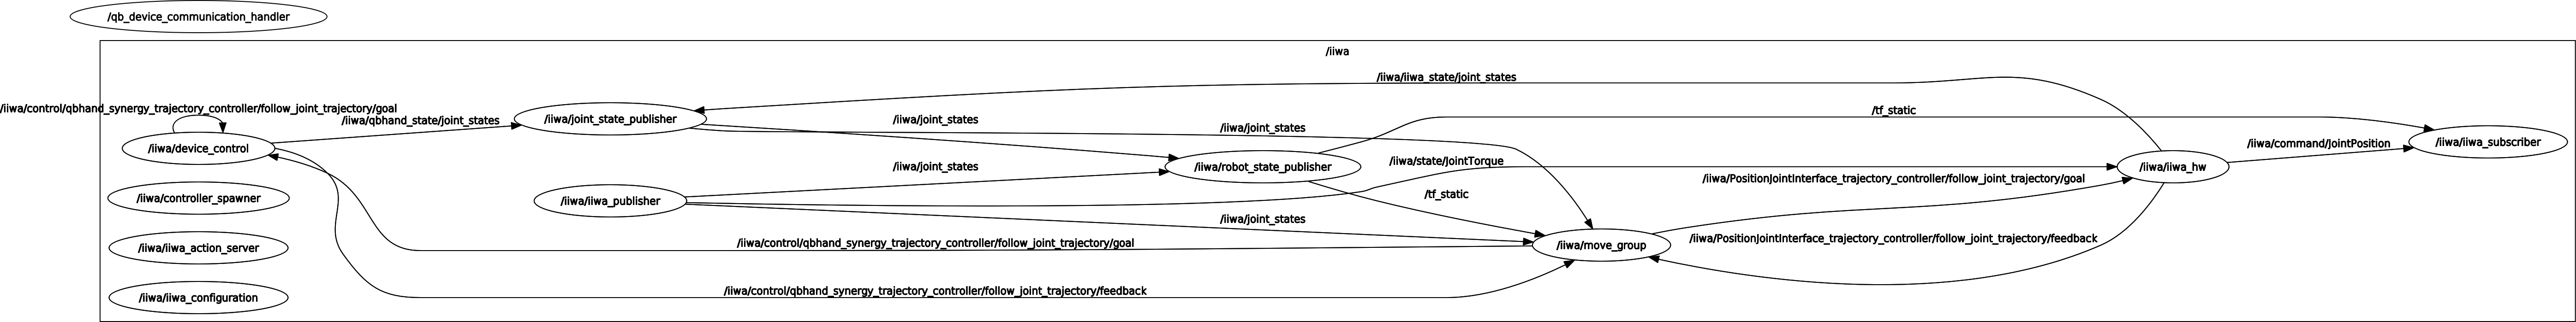 /qb_device_communication_handler
/iiwa
/iiwa/iiwa_state/joint_states
/iiwa/control/qbhand_synergy_trajectory_controller/follow_joint_trajectory/goal
/iiwa/qbhand_state/joint_states
/iiwa/joint_state_publisher
/iiwa/joint_states
/iiwa/joint_states
/tf_static
/iiwa/device_control
/iiwa/command/JointPosition
/iiwa/iiwa_subscriber
/iiwa/joint_states
/iiwa/robot_state_publisher
/iiwa/state/JointTorque
/iiwa/iiwa_hw
/iiwa/PositionJointInterface_trajectory_controller/follow_joint_trajectory/goal
/iiwa/controller_spawner
/iiwa/iiwa_publisher
/tf_static
/iiwa/joint_states
/iiwa/iiwa_action_server
/iiwa/control/qbhand_synergy_trajectory_controller/follow_joint_trajectory/goal
/iiwa/move_group
/iiwa/PositionJointInterface_trajectory_controller/follow_joint_trajectory/feedback
/iiwa/iiwa_configuration
/iiwa/control/qbhand_synergy_trajectory_controller/follow_joint_trajectory/feedback